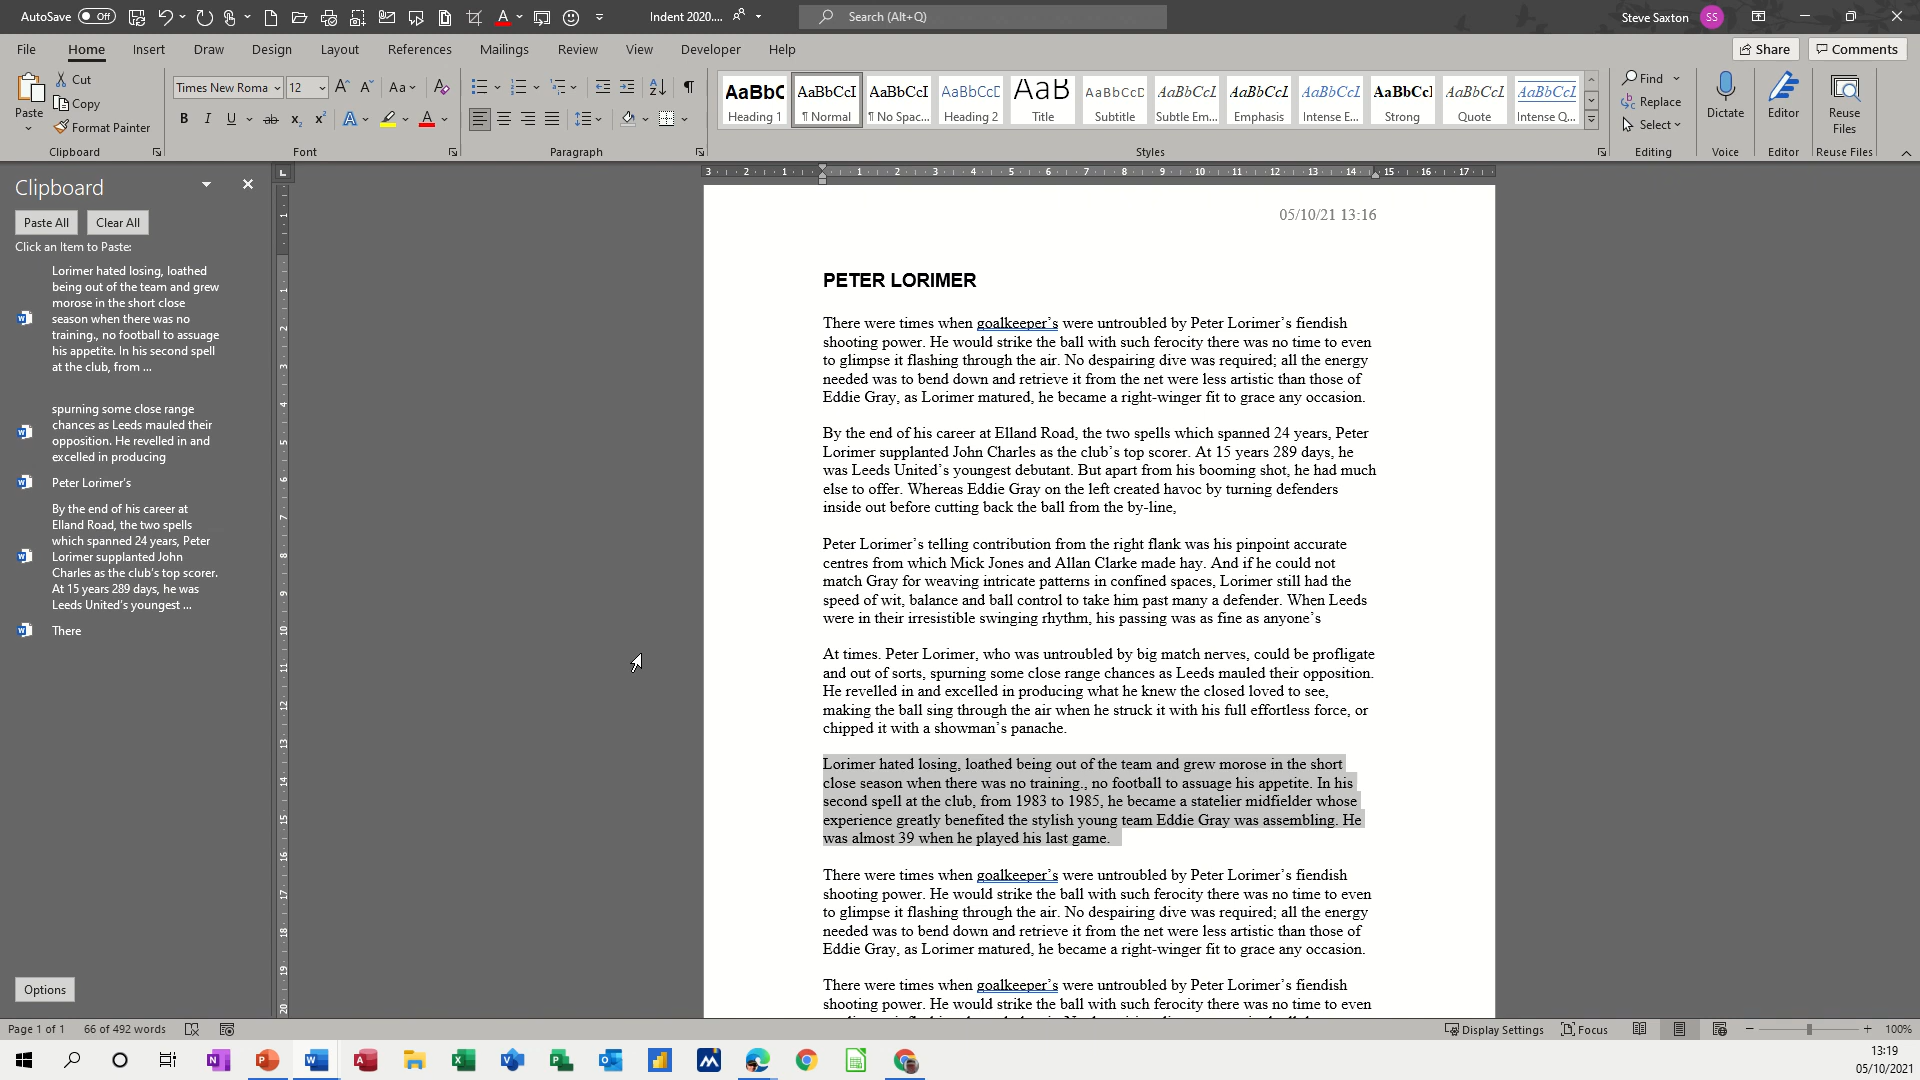 AutoSave Off Indent 2020.... Search (Alt+Q) Steve Saxton SS
File Home Insert Draw Design Layout References Mailings Review View Developer Help Share Comments
Paste Cut Copy Format Painter
Times New Roma 12
AaBbC AaBbCcI AaBbCcI AaBbCcD AaB AaBbCcD AaBbCcI AaBbCcI AaBbCcI AaBbCcI AaBbCcI AaBbCcI
Heading 1 ¶ Normal ¶ No Spac... Heading 2 Title Subtitle Subtle Em... Emphasis Intense E... Strong Quote Intense Q...
Find Replace Select Dictate Editor Reuse Files
Clipboard Font Paragraph Styles Editing Voice Editor Reuse Files
Clipboard
Paste All Clear All
Click an Item to Paste:
Lorimer hated losing, loathed
being out of the team and grew
morose in the short close
season when there was no
training., no football to assuage
his appetite. In his second spell
at the club, from ...
spurning some close range
chances as Leeds mauled their
opposition. He revelled in and
excelled in producing
Peter Lorimer's
By the end of his career at
Elland Road, the two spells
which spanned 24 years, Peter
Lorimer supplanted John
Charles as the club's top scorer.
At 15 years 289 days, he was
Leeds United's youngest ...
There
Options
3 2 1 1 2 3 4 5 6 7 8 9 10 11 12 13 14 15 16 17
05/10/21 13:16
PETER LORIMER
There were times when goalkeeper's were untroubled by Peter Lorimer's fiendish
shooting power. He would strike the ball with such ferocity there was no time to even
to glimpse it flashing through the air. No despairing dive was required; all the energy
needed was to bend down and retrieve it from the net were less artistic than those of
Eddie Gray, as Lorimer matured, he became a right-winger fit to grace any occasion.
By the end of his career at Elland Road, the two spells which spanned 24 years, Peter
Lorimer supplanted John Charles as the club's top scorer. At 15 years 289 days, he
was Leeds United's youngest debutant. But apart from his booming shot, he had much
else to offer. Whereas Eddie Gray on the left created havoc by turning defenders
inside out before cutting back the ball from the by-line,
Peter Lorimer's telling contribution from the right flank was his pinpoint accurate
centres from which Mick Jones and Allan Clarke made hay. And if he could not
match Gray for weaving intricate patterns in confined spaces, Lorimer still had the
speed of wit, balance and ball control to take him past many a defender. When Leeds
were in their irresistible swinging rhythm, his passing was as fine as anyone's
At times. Peter Lorimer, who was untroubled by big match nerves, could be profligate
and out of sorts, spurning some close range chances as Leeds mauled their opposition.
He revelled in and excelled in producing what he knew the closed loved to see,
making the ball sing through the air when he struck it with his full effortless force, or
chipped it with a showman's panache.
Lorimer hated losing, loathed being out of the team and grew morose in the short
close season when there was no training., no football to assuage his appetite. In his
second spell at the club, from 1983 to 1985, he became a statelier midfielder whose
experience greatly benefited the stylish young team Eddie Gray was assembling. He
was almost 39 when he played his last game.
There were times when goalkeeper's were untroubled by Peter Lorimer's fiendish
shooting power. He would strike the ball with such ferocity there was no time to even
to glimpse it flashing through the air. No despairing dive was required; all the energy
needed was to bend down and retrieve it from the net were less artistic than those of
Eddie Gray, as Lorimer matured, he became a right-winger fit to grace any occasion.
There were times when goalkeeper's were untroubled by Peter Lorimer's fiendish
shooting power. He would strike the ball with such ferocity there was no time to even
Page 1 of 1 66 of 492 words Display Settings Focus 100%
13:19
05/10/2021